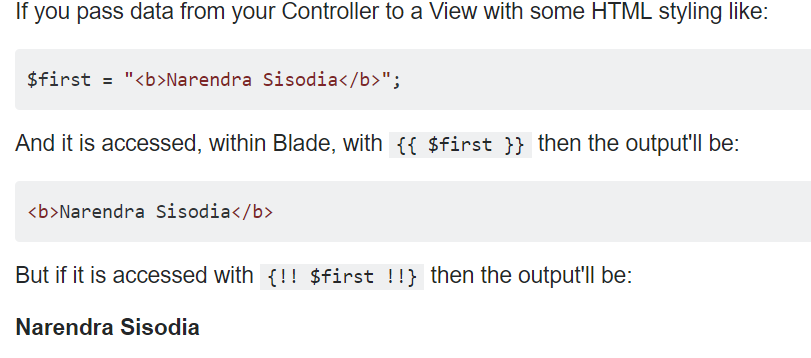 If you pass data from your Controller to a View with some HTML styling like:
$first = "<b>Narendra Sisodia</b>";
And it is accessed, within Blade, with {{ $first }} then the output'll be:
<b>Narendra Sisodia</b>
But if it is accessed with {!! $first !!} then the output'll be:
Narendra Sisodia